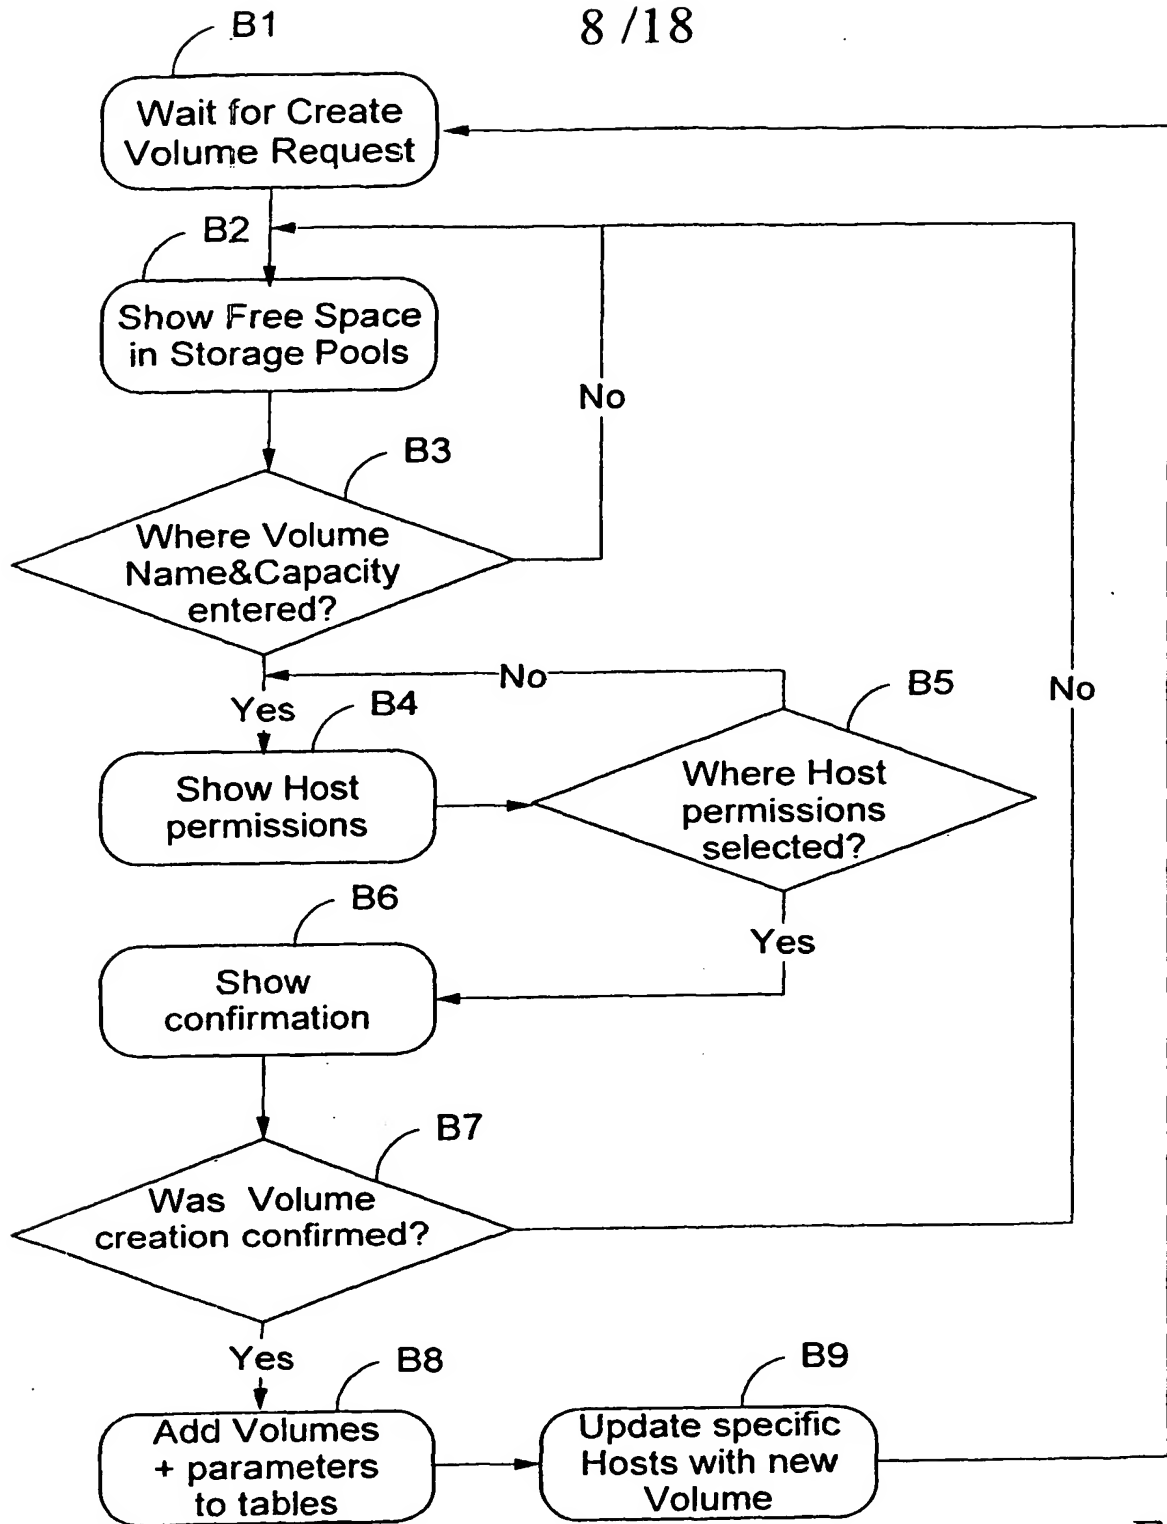 8 /18
B1
Wait for Create
Volume Request
B2
Show Free Space
in Storage Pools
No
B3
Where Volume
Name&Capacity
entered?
No
Yes
B4
Show Host
permissions
B5
Where Host
permissions
selected?
No
B6
Yes
Show
confirmation
B7
Was Volume
creation confirmed?
Yes
B8
Add Volumes
+ parameters
to tables
B9
Update specific
Hosts with new
Volume